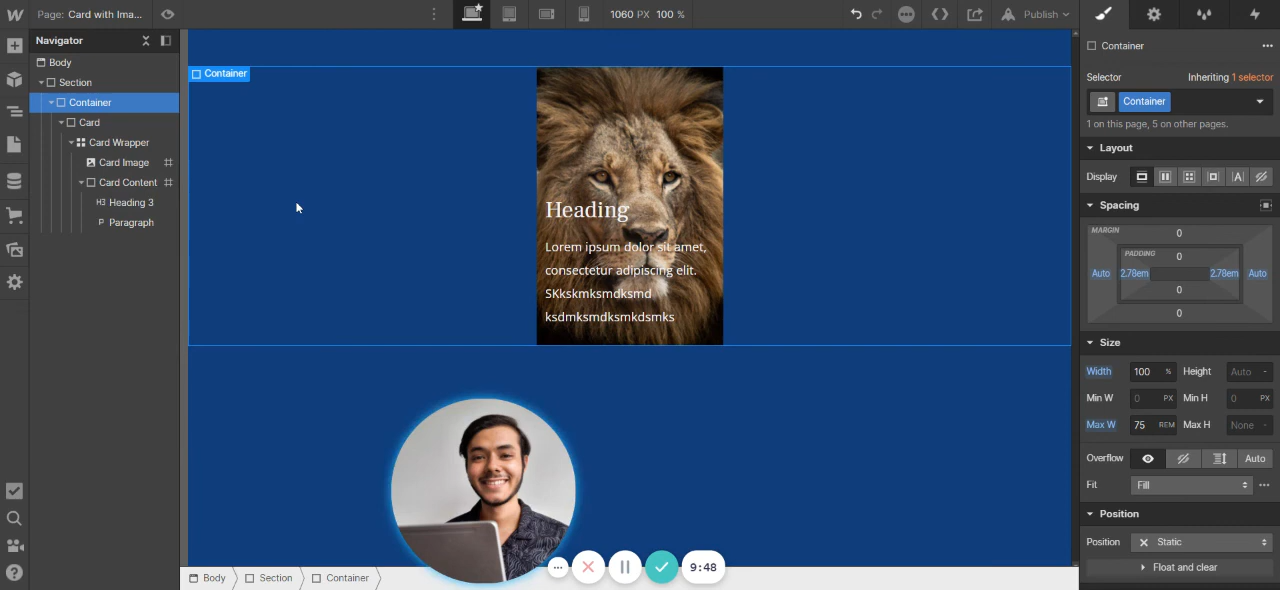 Page: Card with Ima...
1060 PX 100 %
Publish
Navigator
Body
Section
Container
Card
Card Wrapper
Card Image
Card Content
H3 Heading 3
P Paragraph
Container
Heading
Lorem ipsum dolor sit amet,
consectetur adipiscing elit.
SKkskmksmdksmd
ksdmksmdksmkdsmks
9:48
Body
Section
Container
Container
Selector
Inheriting 1 selector
Container
1 on this page, 5 on other pages.
Layout
Display
Spacing
MARGIN
0
PADDING
0
Auto
2.78em
2.78em
Auto
0
0
Size
Width 100 % Height Auto -
Min W 0 PX Min H 0 PX
Max W 75 REM Max H None -
Overflow Auto
Fit Fill
Position
Position Static
Float and clear